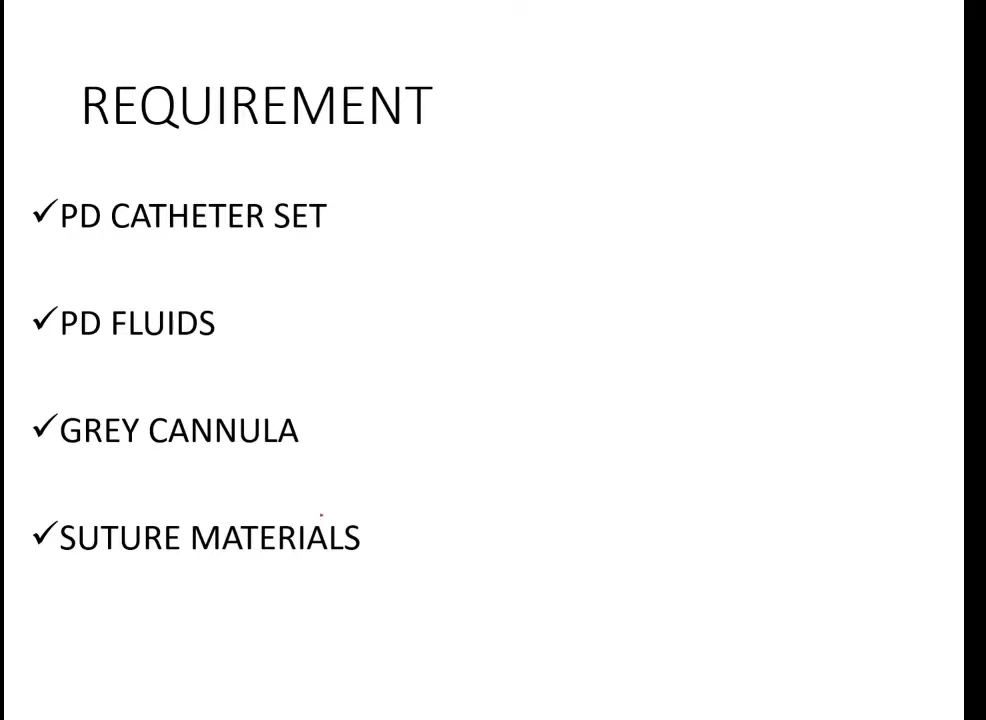 REQUIREMENT
✓PD CATHETER SET
✓PD FLUIDS
✓GREY CANNULA
✓SUTURE MATERIALS